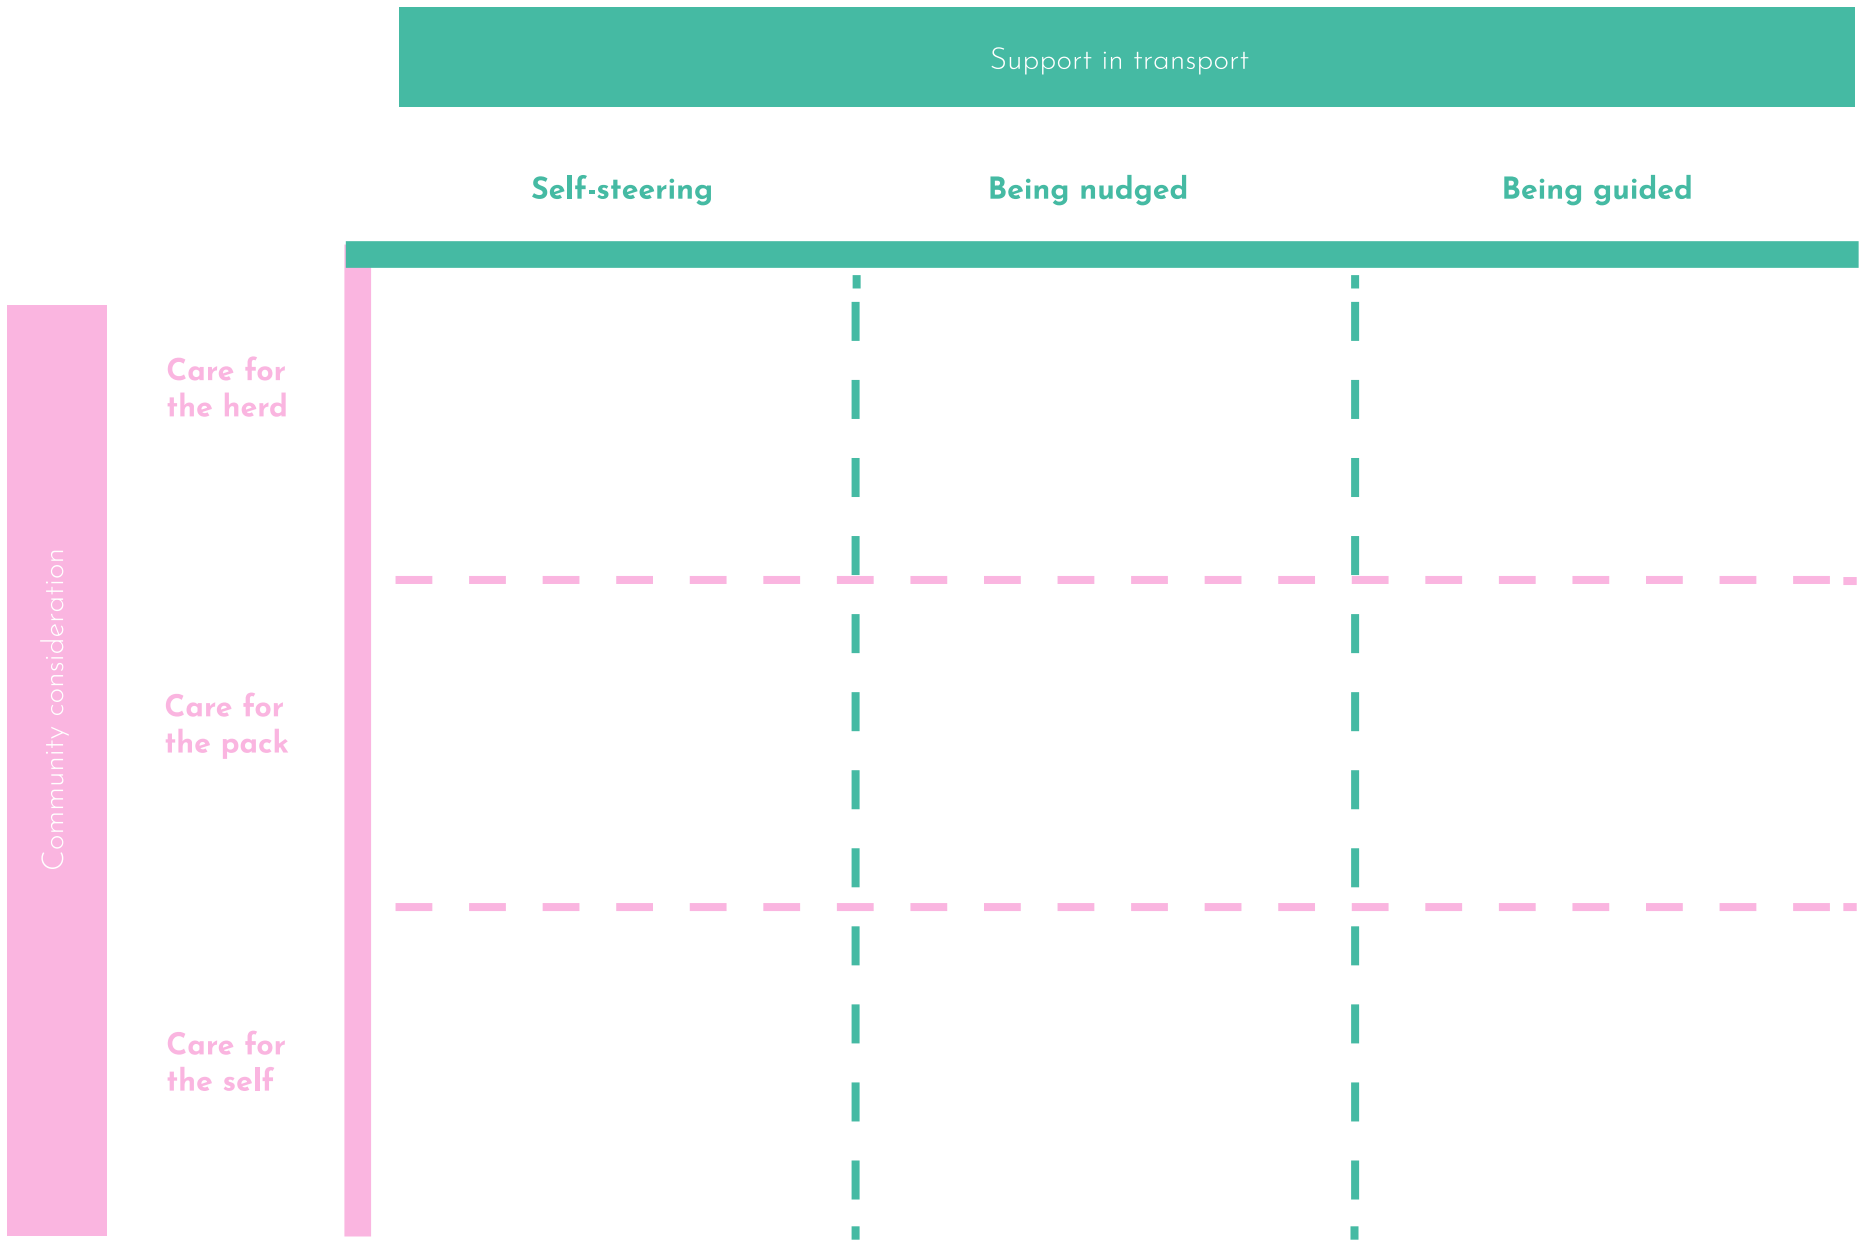 Support in transport
Self-steering
Being nudged
Being guided
Community consideration
Care for
the herd
Care for
the pack
Care for
the self